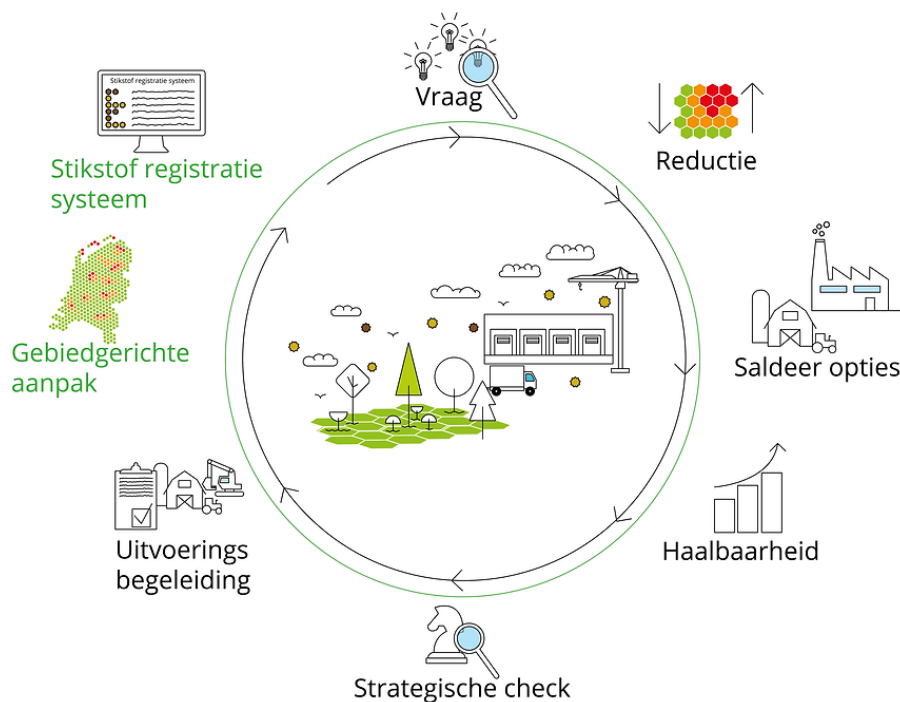 Vraag
Reductie
Saldeer opties
Haalbaarheid
Strategische check
Uitvoerings
begeleiding
Gebiedgerichte
aanpak
Stikstof registratie systeem
Stikstof registratie
systeem